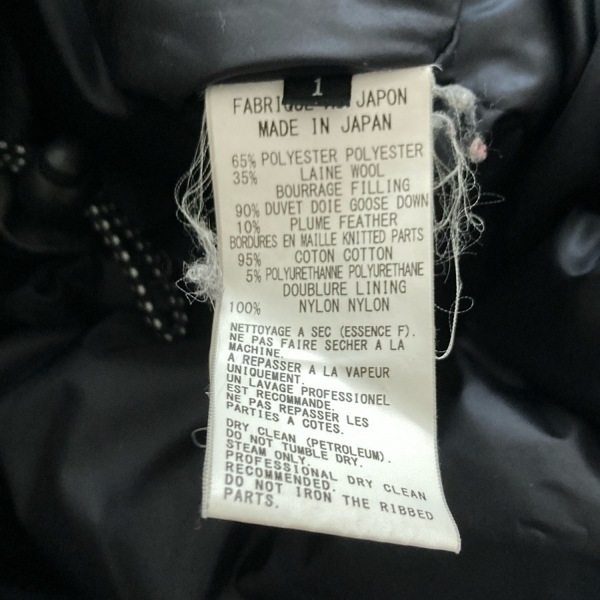 1
FABRIQUE AU JAPON
MADE IN JAPAN
65% POLYESTER POLYESTER
35% LAINE WOOL
BOURRAGE FILLING
90% DUVET DOIE GOOSE DOWN
10% PLUME FEATHER
BORDURES EN MAILLE KNITTED PARTS
95% COTON COTTON
5% POLYURETHANNE POLYURETHANE
DOUBLURE LINING
100% NYLON NYLON
NETTOYAGE A SEC (ESSENCE F).
NE PAS FAIRE SECHER A LA
MACHINE.
A REPASSER A LA VAPEUR
UNIQUEMENT.
UN LAVAGE PROFESSIONEL
EST RECOMMANDE.
NE PAS REPASSER LES
PARTIES A COTES.
DRY CLEAN (PETROLEUM).
DO NOT TUMBLE DRY.
STEAM ONLY.
PROFESSIONAL DRY CLEAN
RECOMMENDED.
DO NOT IRON THE RIBBED
PARTS.